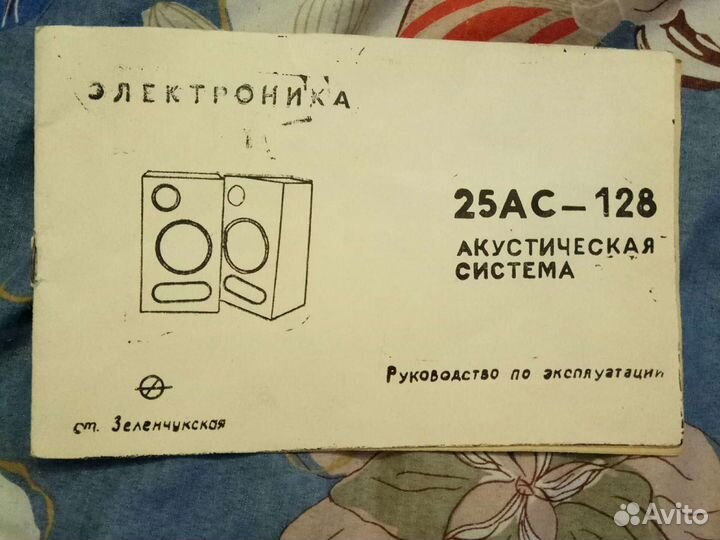 ЭЛЕКТРОНИКА
25АС-128
АКУСТИЧЕСКАЯ
СИСТЕМА
Руководство по эксплуатации
ст. Зеленчукская
Avito